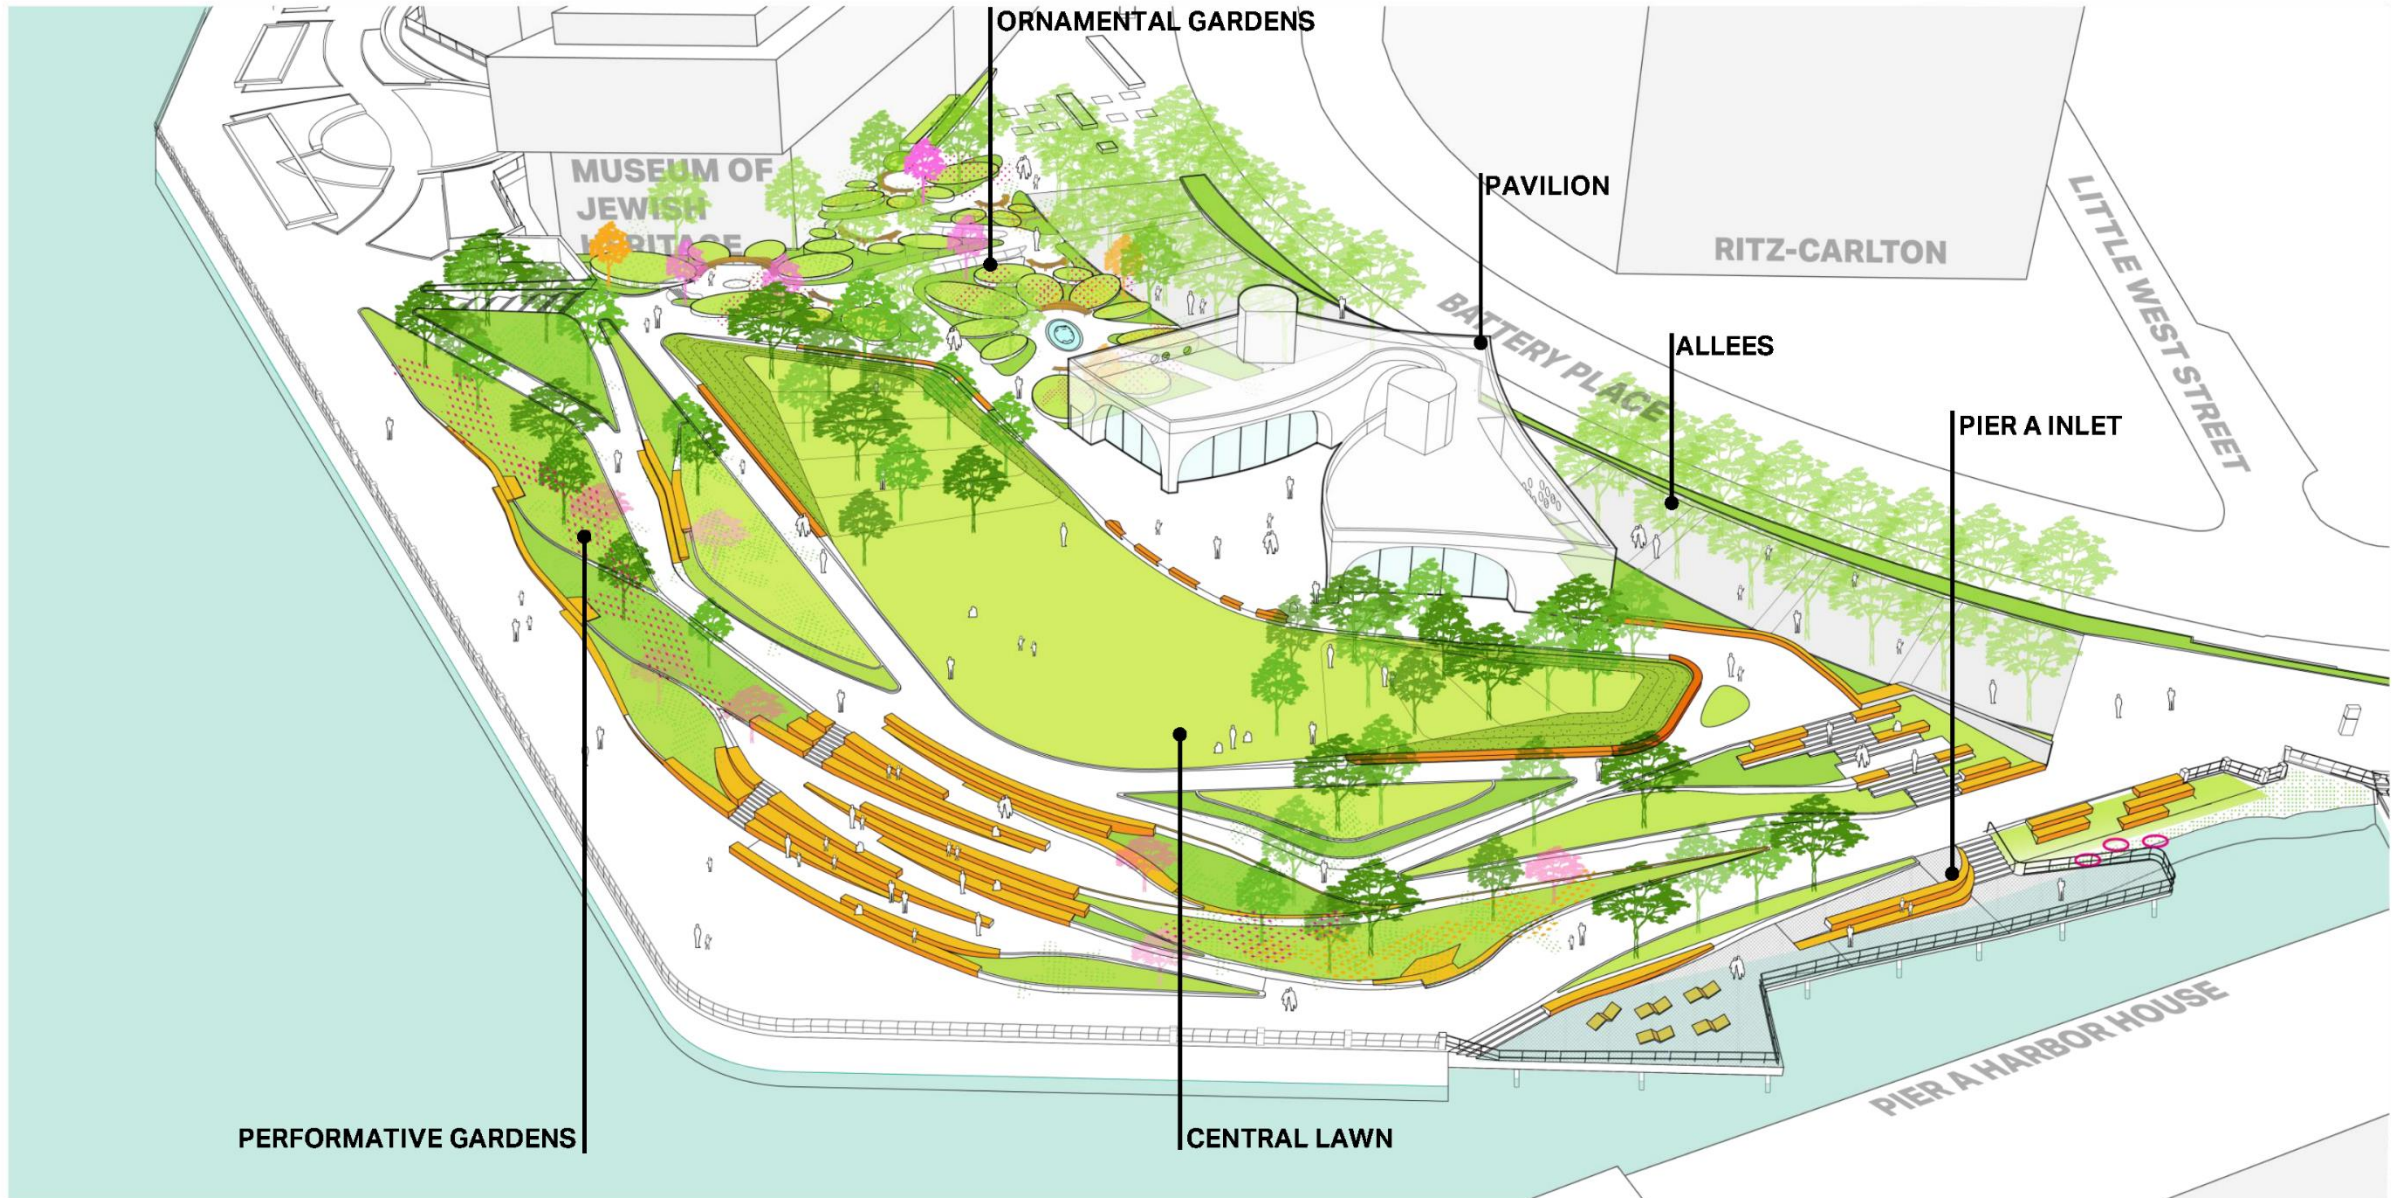 ORNAMENTAL GARDENS
MUSEUM OF
JEWISH
HERITAGE
PAVILION
RITZ-CARLTON
LITTLE WEST STREET
BATTERY PLACE
ALLEES
PIER A INLET
PIER A HARBOR HOUSE
PERFORMATIVE GARDENS
CENTRAL LAWN